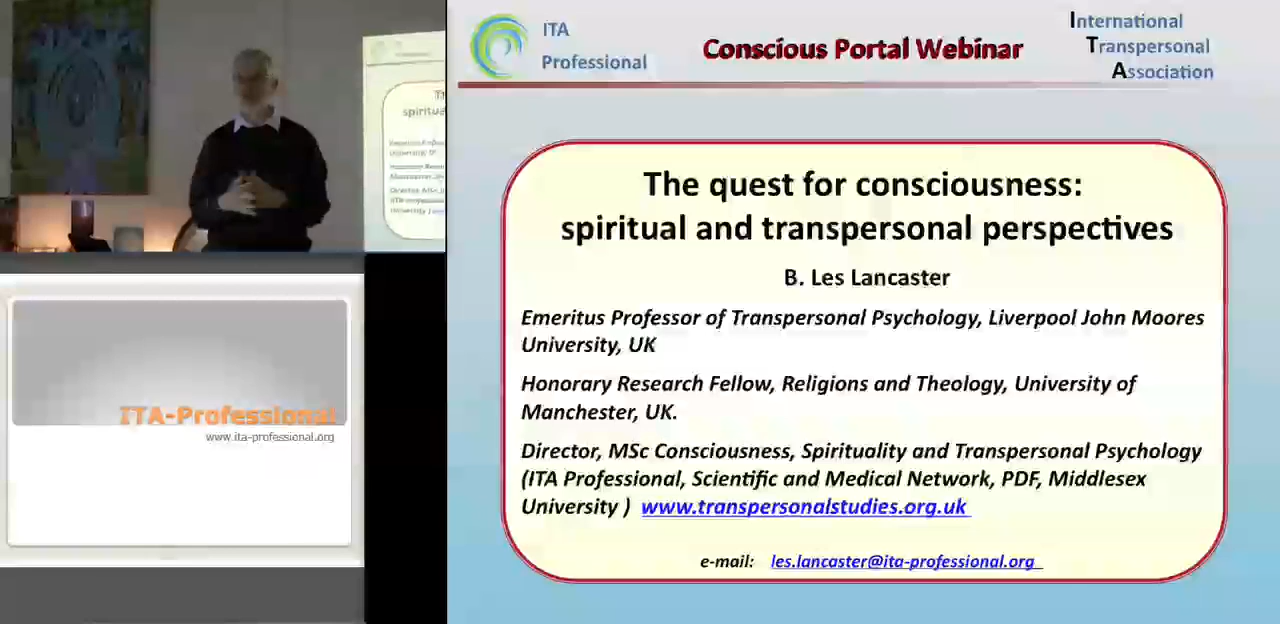 ITA
Professional
Conscious Portal Webinar
International
Transpersonal
Association
The quest for consciousness:
spiritual and transpersonal perspectives
B. Les Lancaster
Emeritus Professor of Transpersonal Psychology, Liverpool John Moores
University, UK
Honorary Research Fellow, Religions and Theology, University of
Manchester, UK.
Director, MSc Consciousness, Spirituality and Transpersonal Psychology
(ITA Professional, Scientific and Medical Network, PDF, Middlesex
University ) www.transpersonalstudies.org.uk
e-mail: les.lancaster@ita-professional.org
ITA-Professional
www.ita-professional.org